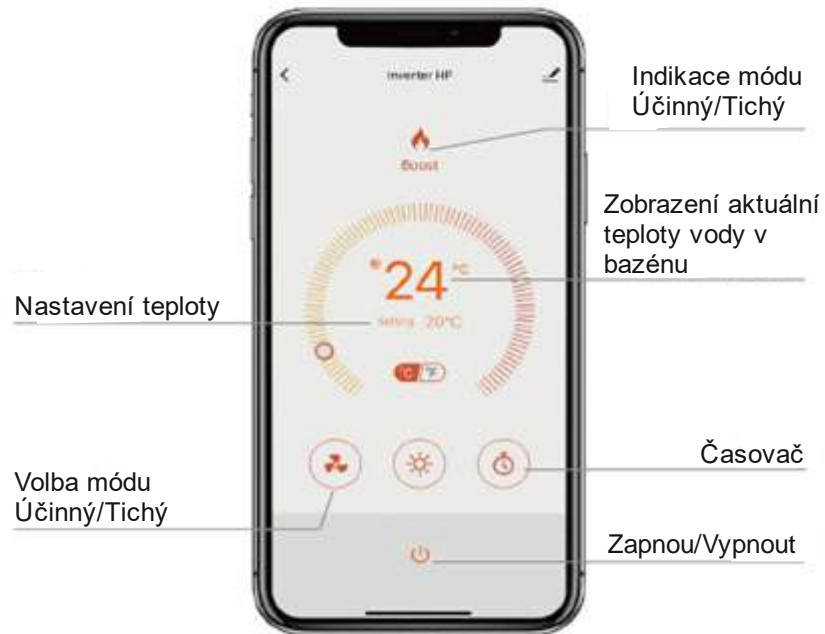 Inverter HP
Boost
24 °C
Setting 20°C
°C °F
Indikace módu
Účinný/Tichý
Zobrazení aktuální
teploty vody v
bazénu
Nastavení teploty
Volba módu
Účinný/Tichý
Časovač
Zapnou/Vypnout